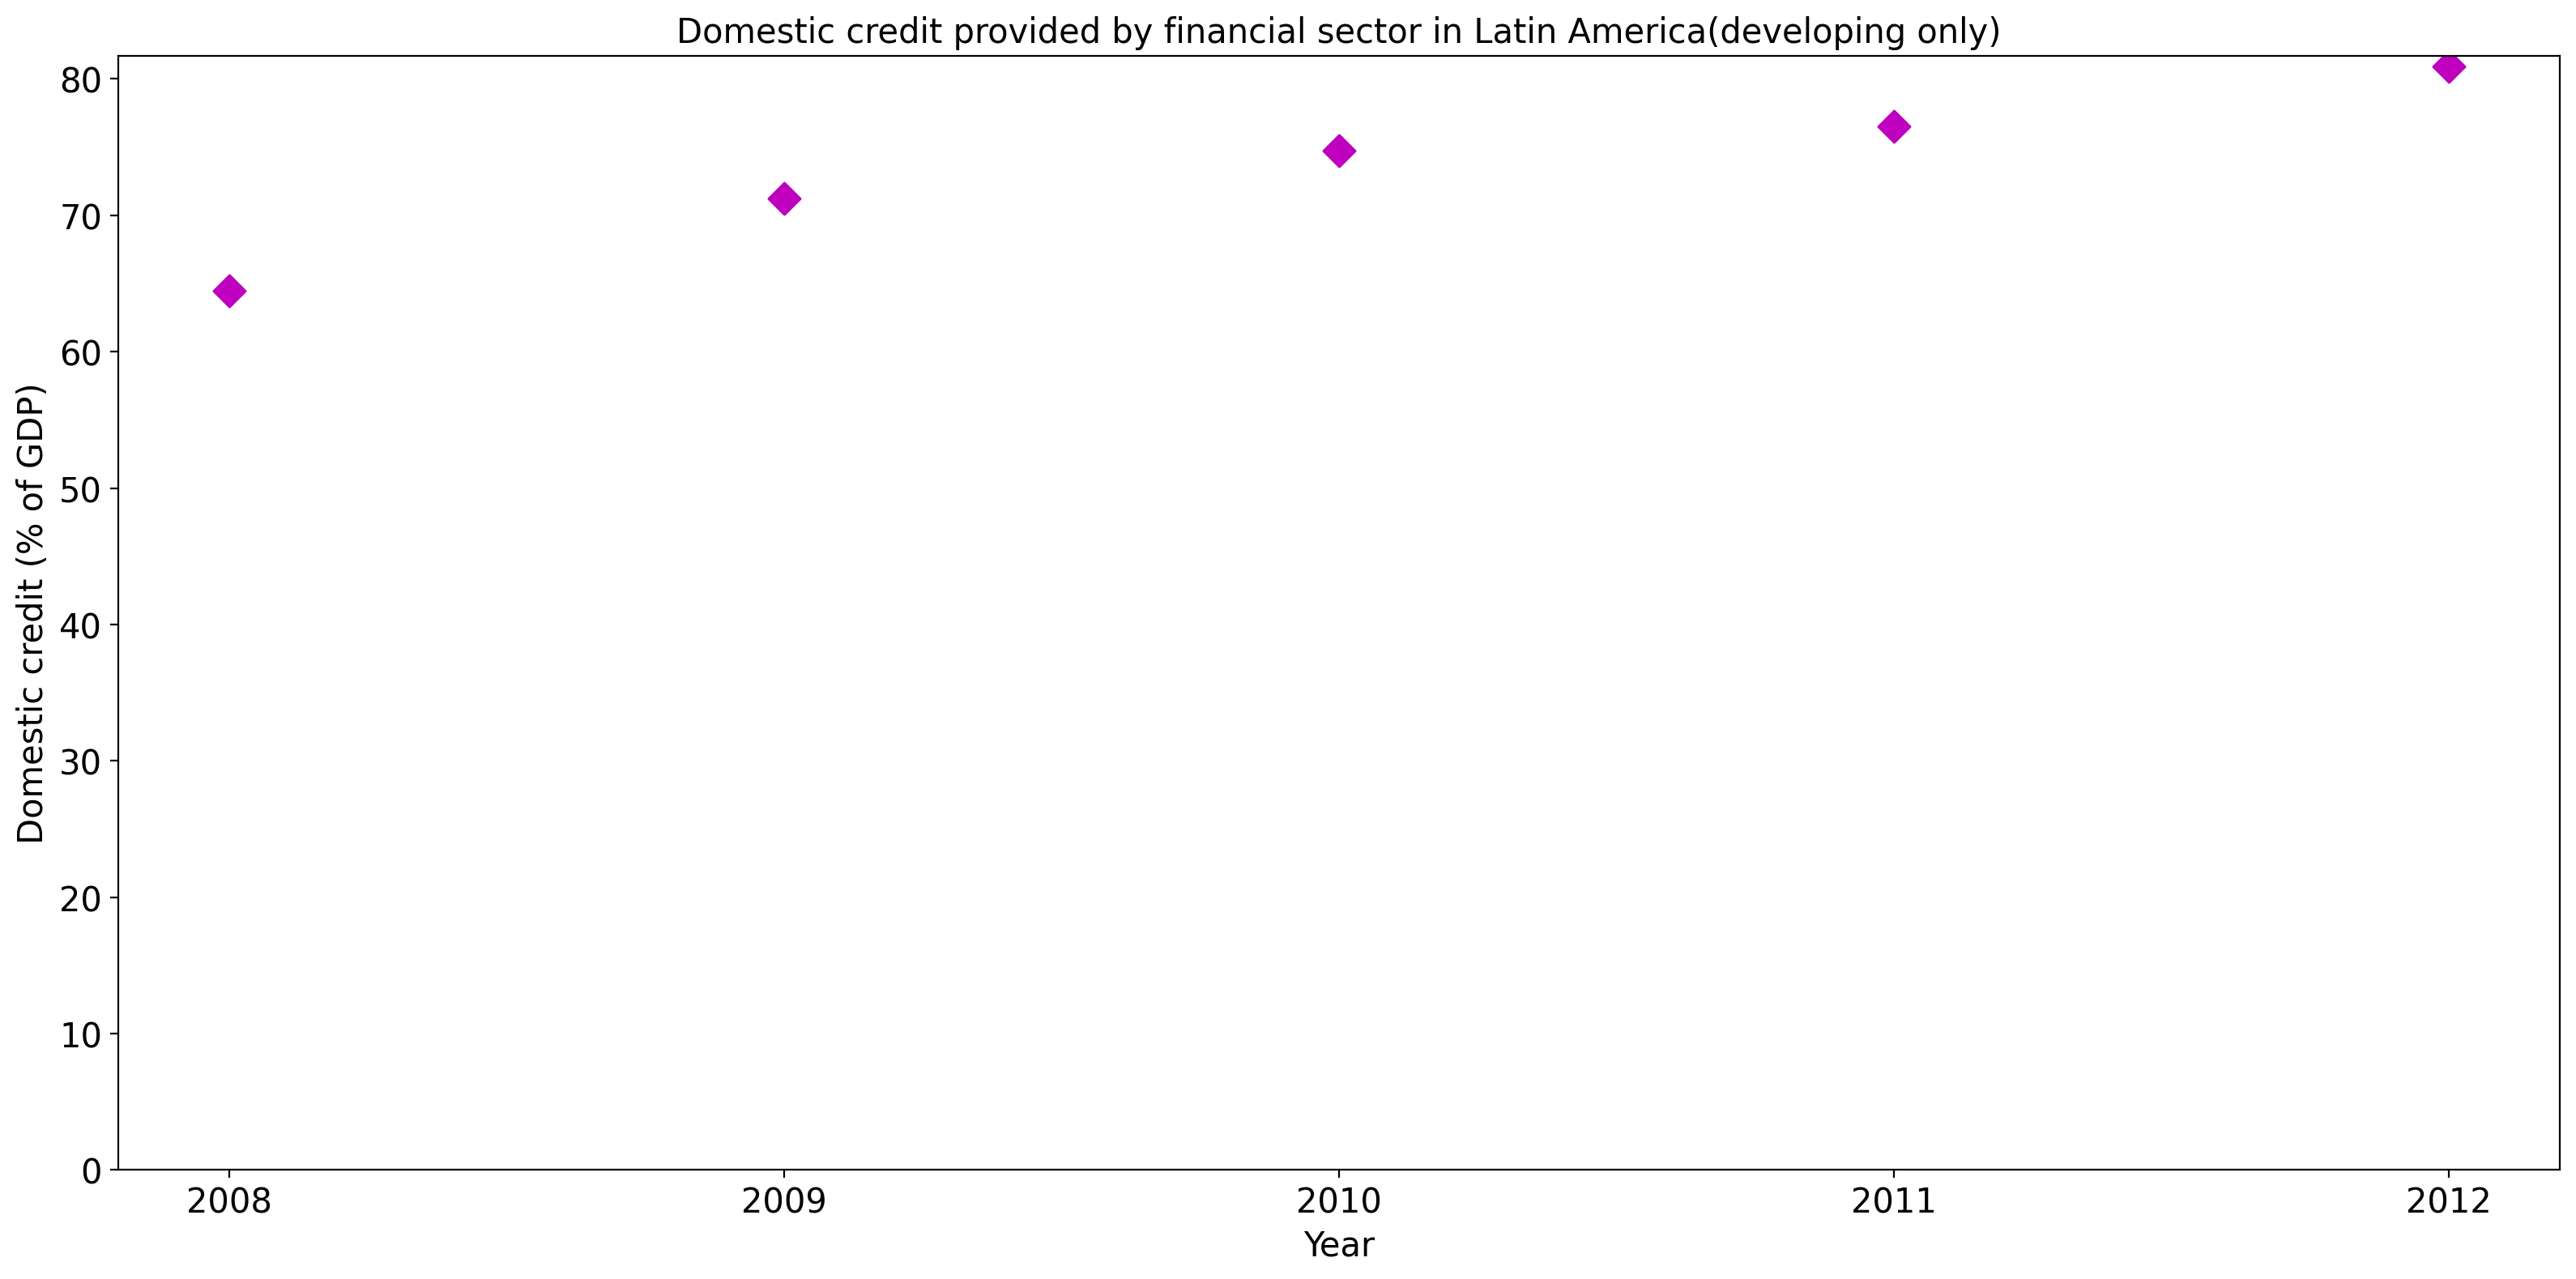 Domestic credit provided by financial sector in Latin America(developing only)
80
70
60
50
40
30
20
10
0
Domestic credit (% of GDP)
2008 2009 2010 2011 2012
Year